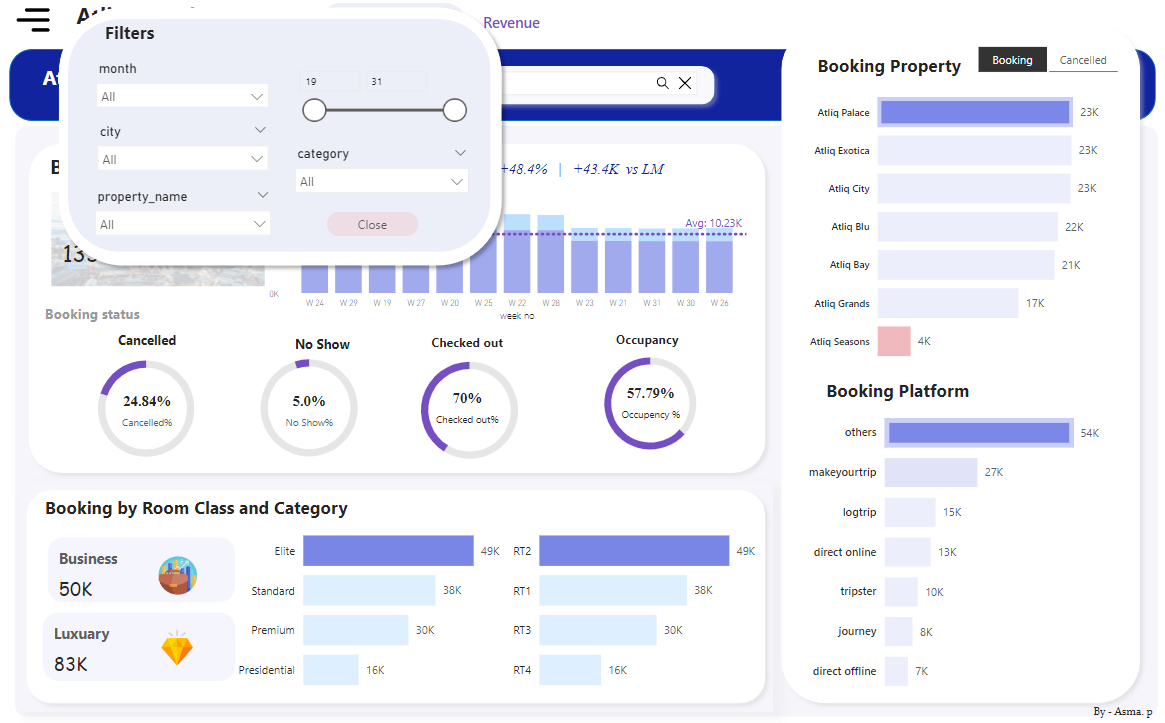 Revenue
Filters
month
All
19
31
city
All
category
All
property_name
All
Close
+48.4% | +43.4K vs LM
Avg: 10.23K
0K
W 24
W 29
W 19
W 27
W 20
W 25
W 22
W 28
W 23
W 21
W 31
W 30
W 26
week no
Booking status
Cancelled
24.84%
Cancelled%
No Show
5.0%
No Show%
Checked out
70%
Checked out%
Occupancy
57.79%
Occupancy %
Booking by Room Class and Category
Business
50K
Luxuary
83K
Elite 49K
Standard 38K
Premium 30K
Presidential 16K
RT2 49K
RT1 38K
RT3 30K
RT4 16K
Booking Property
Booking
Cancelled
Atliq Palace 23K
Atliq Exotica 23K
Atliq City 23K
Atliq Blu 22K
Atliq Bay 21K
Atliq Grands 17K
Atliq Seasons 4K
Booking Platform
others 54K
makeyourtrip 27K
logtrip 15K
direct online 13K
tripster 10K
journey 8K
direct offline 7K
By - Asma. p